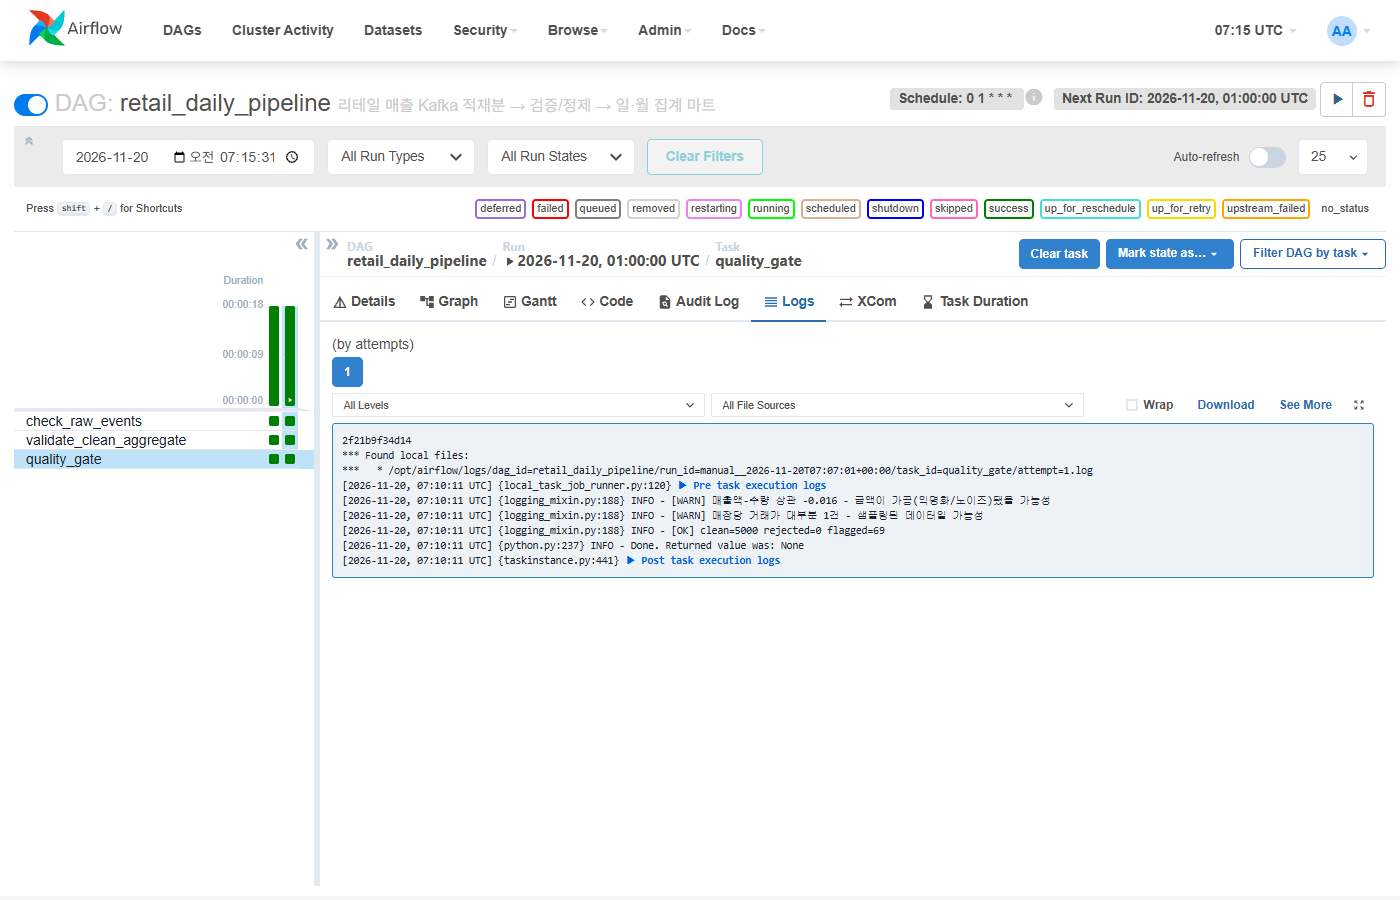 Airflow
DAGs Cluster Activity Datasets Security Browse Admin Docs 07:15 UTC AA
DAG: retail_daily_pipeline 리테일 매출 Kafka 적재분 → 검증/정제 → 일·월 집계 마트 Schedule: 0 1 * * * i Next Run ID: 2026-11-20, 01:00:00 UTC
2026-11-20 오전 07:15:31 All Run Types All Run States Clear Filters Auto-refresh 25
Press shift + / for Shortcuts deferred failed queued removed restarting running scheduled shutdown skipped success up_for_reschedule up_for_retry upstream_failed no_status
Duration
00:00:18
00:00:09
00:00:00
check_raw_events
validate_clean_aggregate
quality_gate
DAG Run Task
retail_daily_pipeline / 2026-11-20, 01:00:00 UTC / quality_gate
Clear task Mark state as... Filter DAG by task
Details Graph Gantt Code Audit Log Logs XCom Task Duration
(by attempts)
1
All Levels All File Sources Wrap Download See More
2f21b9f34d14
*** Found local files:
***   * /opt/airflow/logs/dag_id=retail_daily_pipeline/run_id=manual__2026-11-20T07:07:01+00:00/task_id=quality_gate/attempt=1.log
[2026-11-20, 07:10:11 UTC] {local_task_job_runner.py:120} ▶ Pre task execution logs
[2026-11-20, 07:10:11 UTC] {logging_mixin.py:188} INFO - [WARN] 매출액-수량 상관 -0.016 - 금액이 가공(익명화/노이즈)됐을 가능성
[2026-11-20, 07:10:11 UTC] {logging_mixin.py:188} INFO - [WARN] 매장당 거래가 대부분 1건 - 샘플링된 데이터일 가능성
[2026-11-20, 07:10:11 UTC] {logging_mixin.py:188} INFO - [OK] clean=5000 rejected=0 flagged=69
[2026-11-20, 07:10:11 UTC] {python.py:237} INFO - Done. Returned value was: None
[2026-11-20, 07:10:11 UTC] {taskinstance.py:441} ▶ Post task execution logs